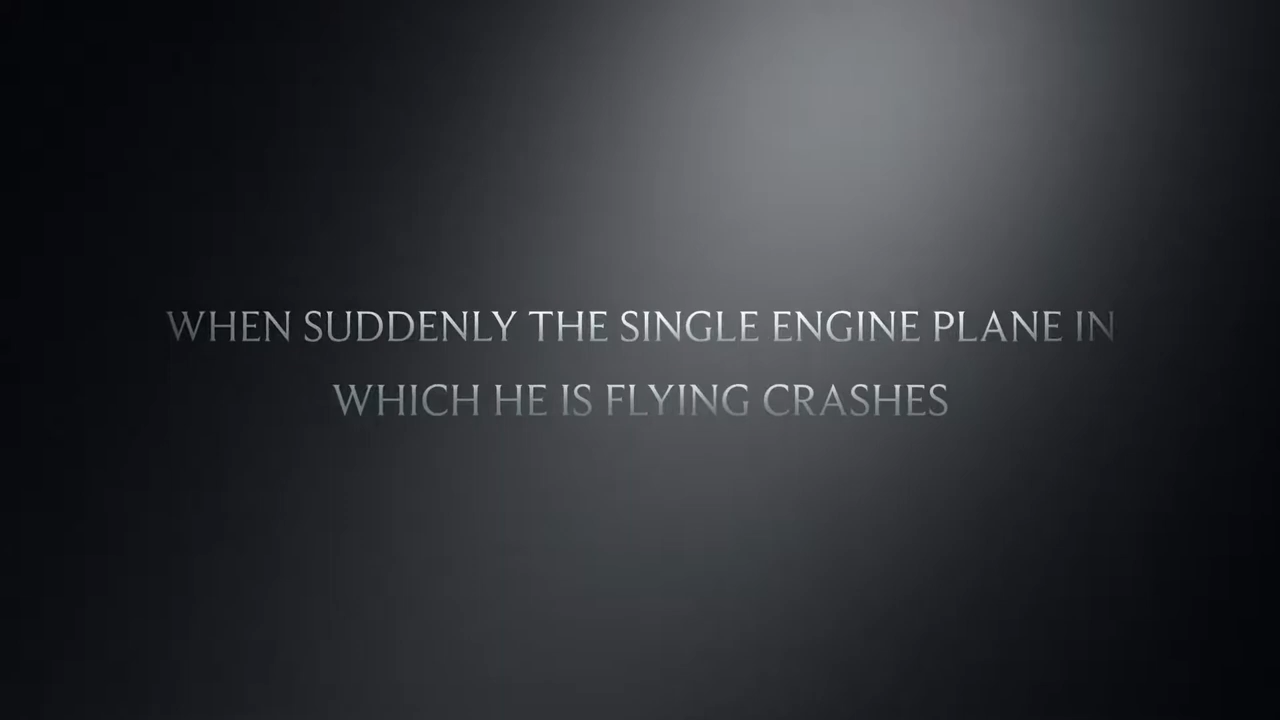 WHEN SUDDENLY THE SINGLE ENGINE PLANE IN
WHICH HE IS FLYING CRASHES